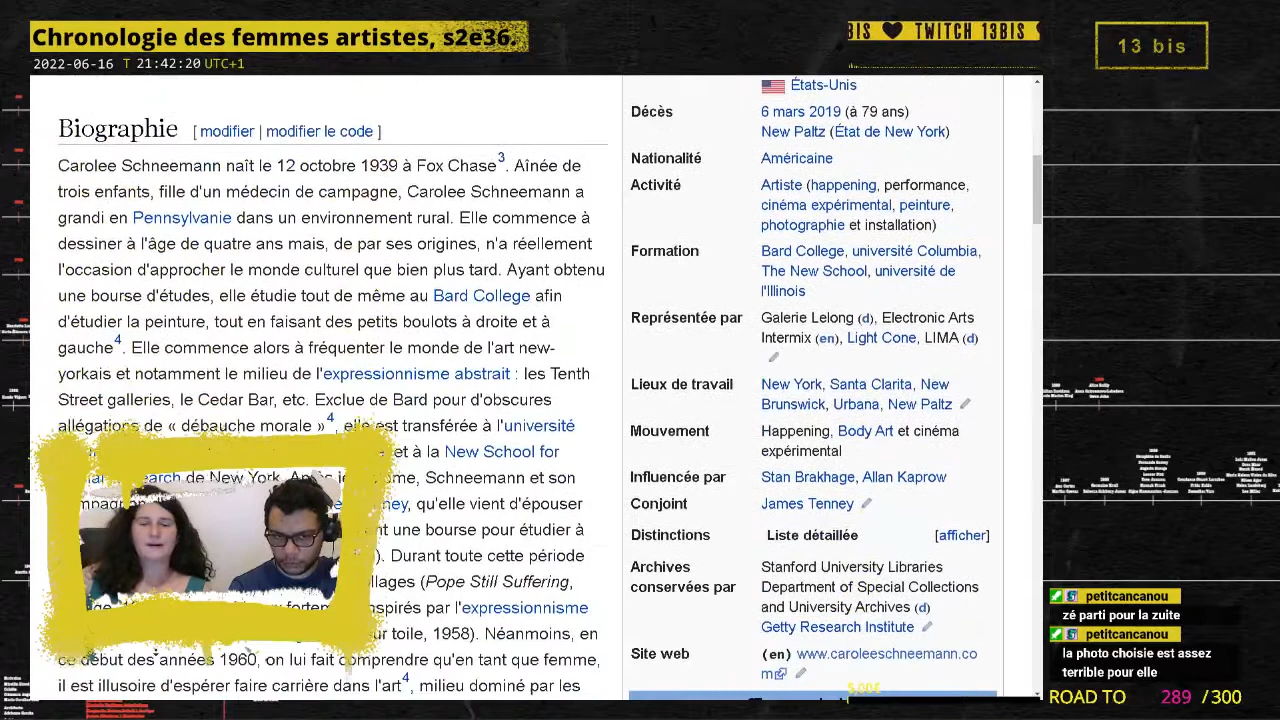 Chronologie des femmes artistes, s2e36.
BIS ♥ TWITCH 13BIS
13 bis
2022-06-16 T 21:42:20 UTC+1
Biographie [ modifier | modifier le code ]
Carolee Schneemann naît le 12 octobre 1939 à Fox Chase3. Aînée de
trois enfants, fille d'un médecin de campagne, Carolee Schneemann a
grandi en Pennsylvanie dans un environnement rural. Elle commence à
dessiner à l'âge de quatre ans mais, de par ses origines, n'a réellement
l'occasion d'approcher le monde culturel que bien plus tard. Ayant obtenu
une bourse d'études, elle étudie tout de même au Bard College afin
d'étudier la peinture, tout en faisant des petits boulots à droite et à
gauche4. Elle commence alors à fréquenter le monde de l'art new-
yorkais et notamment le milieu de l'expressionnisme abstrait : les Tenth
Street galleries, le Cedar Bar, etc. Exclue de Bard pour d'obscures
allégations de « débauche morale »4, elle est transférée à l'université
et à la New School for
de New York
me, Schneemann et son
qu'elle vient d'épouser
nt une bourse pour étudier à
). Durant toute cette période
llages (Pope Still Suffering,
nspirés par l'expressionnisme
ur toile, 1958). Néanmoins, en
ce début des années 1960, on lui fait comprendre qu'en tant que femme,
il est illusoire d'espérer faire carrière dans l'art4, milieu dominé par les
États-Unis
Décès 6 mars 2019 (à 79 ans)
New Paltz (État de New York)
Nationalité Américaine
Activité Artiste (happening, performance,
cinéma expérimental, peinture,
photographie et installation)
Formation Bard College, université Columbia,
The New School, université de
l'Illinois
Représentée par Galerie Lelong (d), Electronic Arts
Intermix (en), Light Cone, LIMA (d)
Lieux de travail New York, Santa Clarita, New
Brunswick, Urbana, New Paltz
Mouvement Happening, Body Art et cinéma
expérimental
Influencée par Stan Brakhage, Allan Kaprow
Conjoint James Tenney
Distinctions Liste détaillée [afficher]
Archives Stanford University Libraries
conservées par Department of Special Collections
and University Archives (d)
Getty Research Institute
Site web (en) www.caroleeschneemann.co
m
petitcancanou
zé parti pour la zuite
petitcancanou
la photo choisie est assez
terrible pour elle
ROAD TO 289 / 300